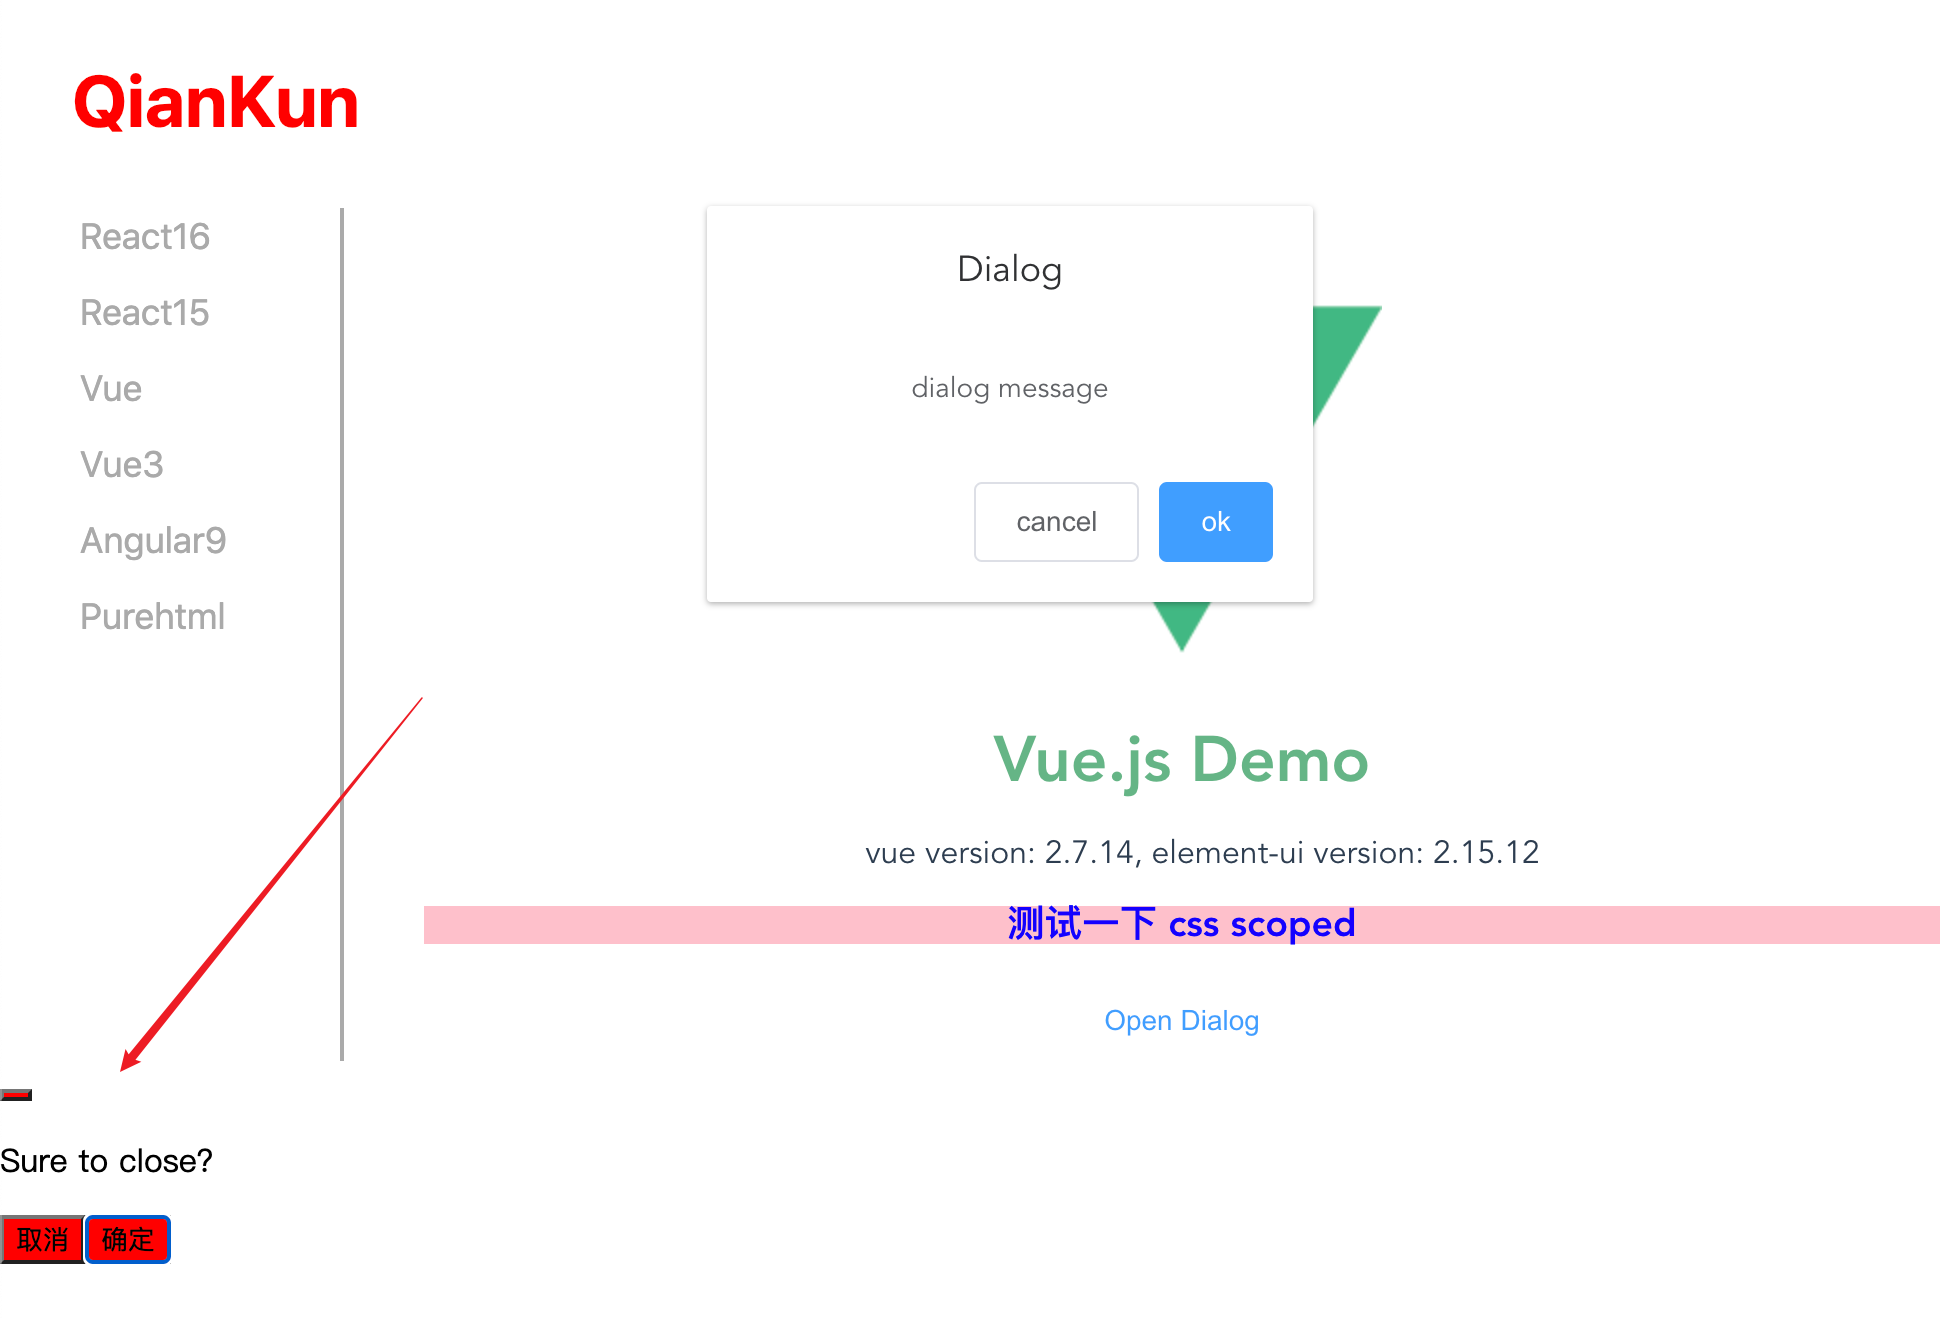 QianKun
React16
React15
Vue
Vue3
Angular9
Purehtml
Dialog
dialog message
cancel ok
Vue.js Demo
vue version: 2.7.14, element-ui version: 2.15.12
测试一下 css scoped
Open Dialog
Sure to close?
取消 确定